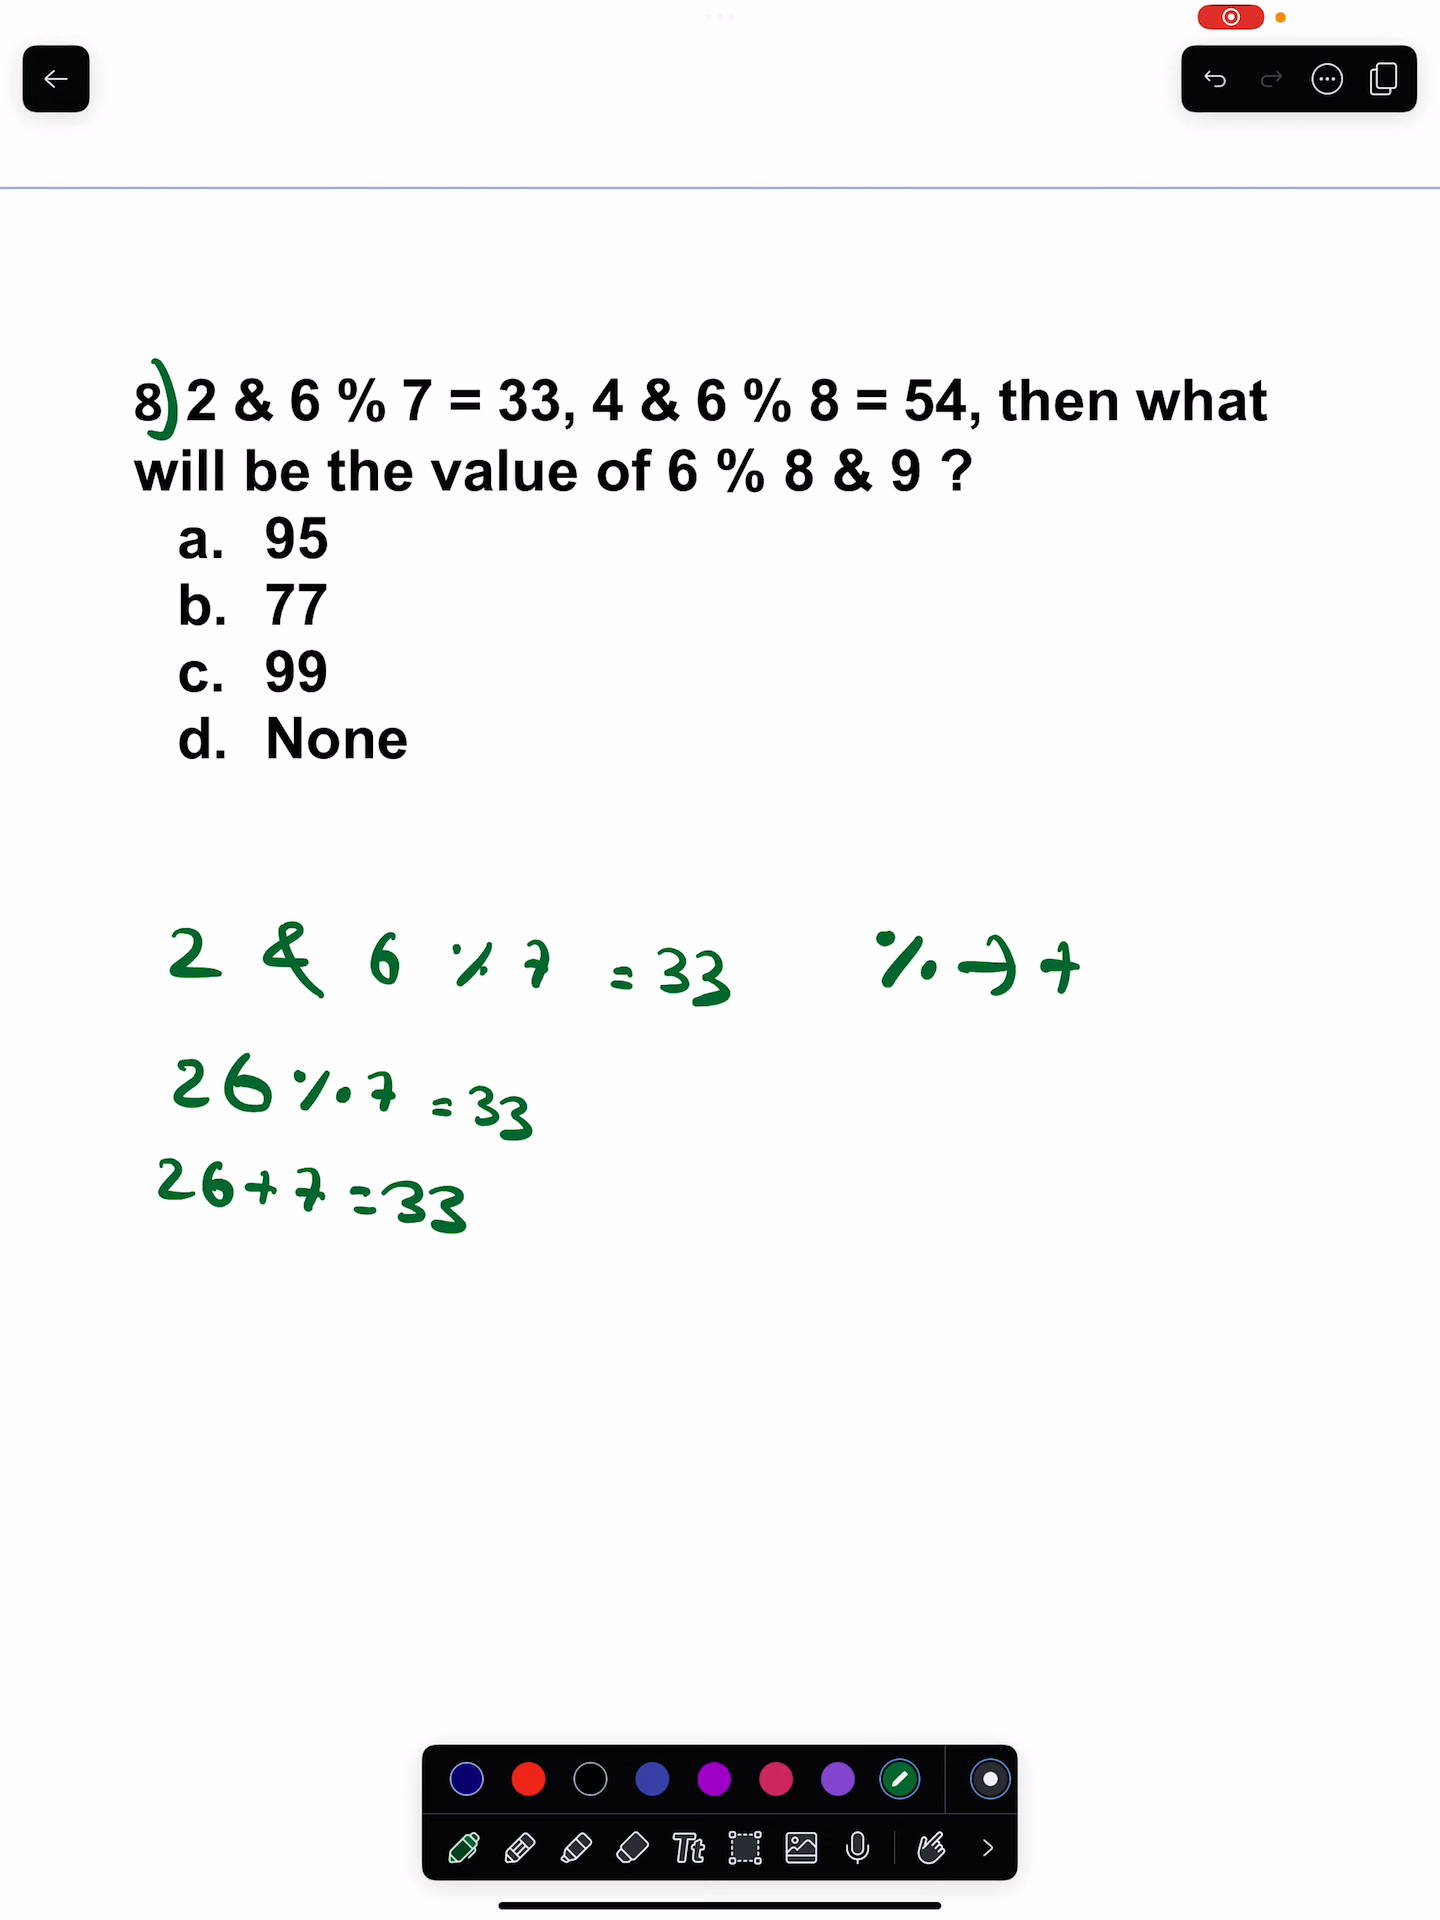 8) 2 & 6 % 7 = 33, 4 & 6 % 8 = 54, then what
will be the value of 6 % 8 & 9 ?
a. 95
b. 77
c. 99
d. None
2 & 6 % 7 = 33 % → +
26 % 7 = 33
26 + 7 = 33
Tt